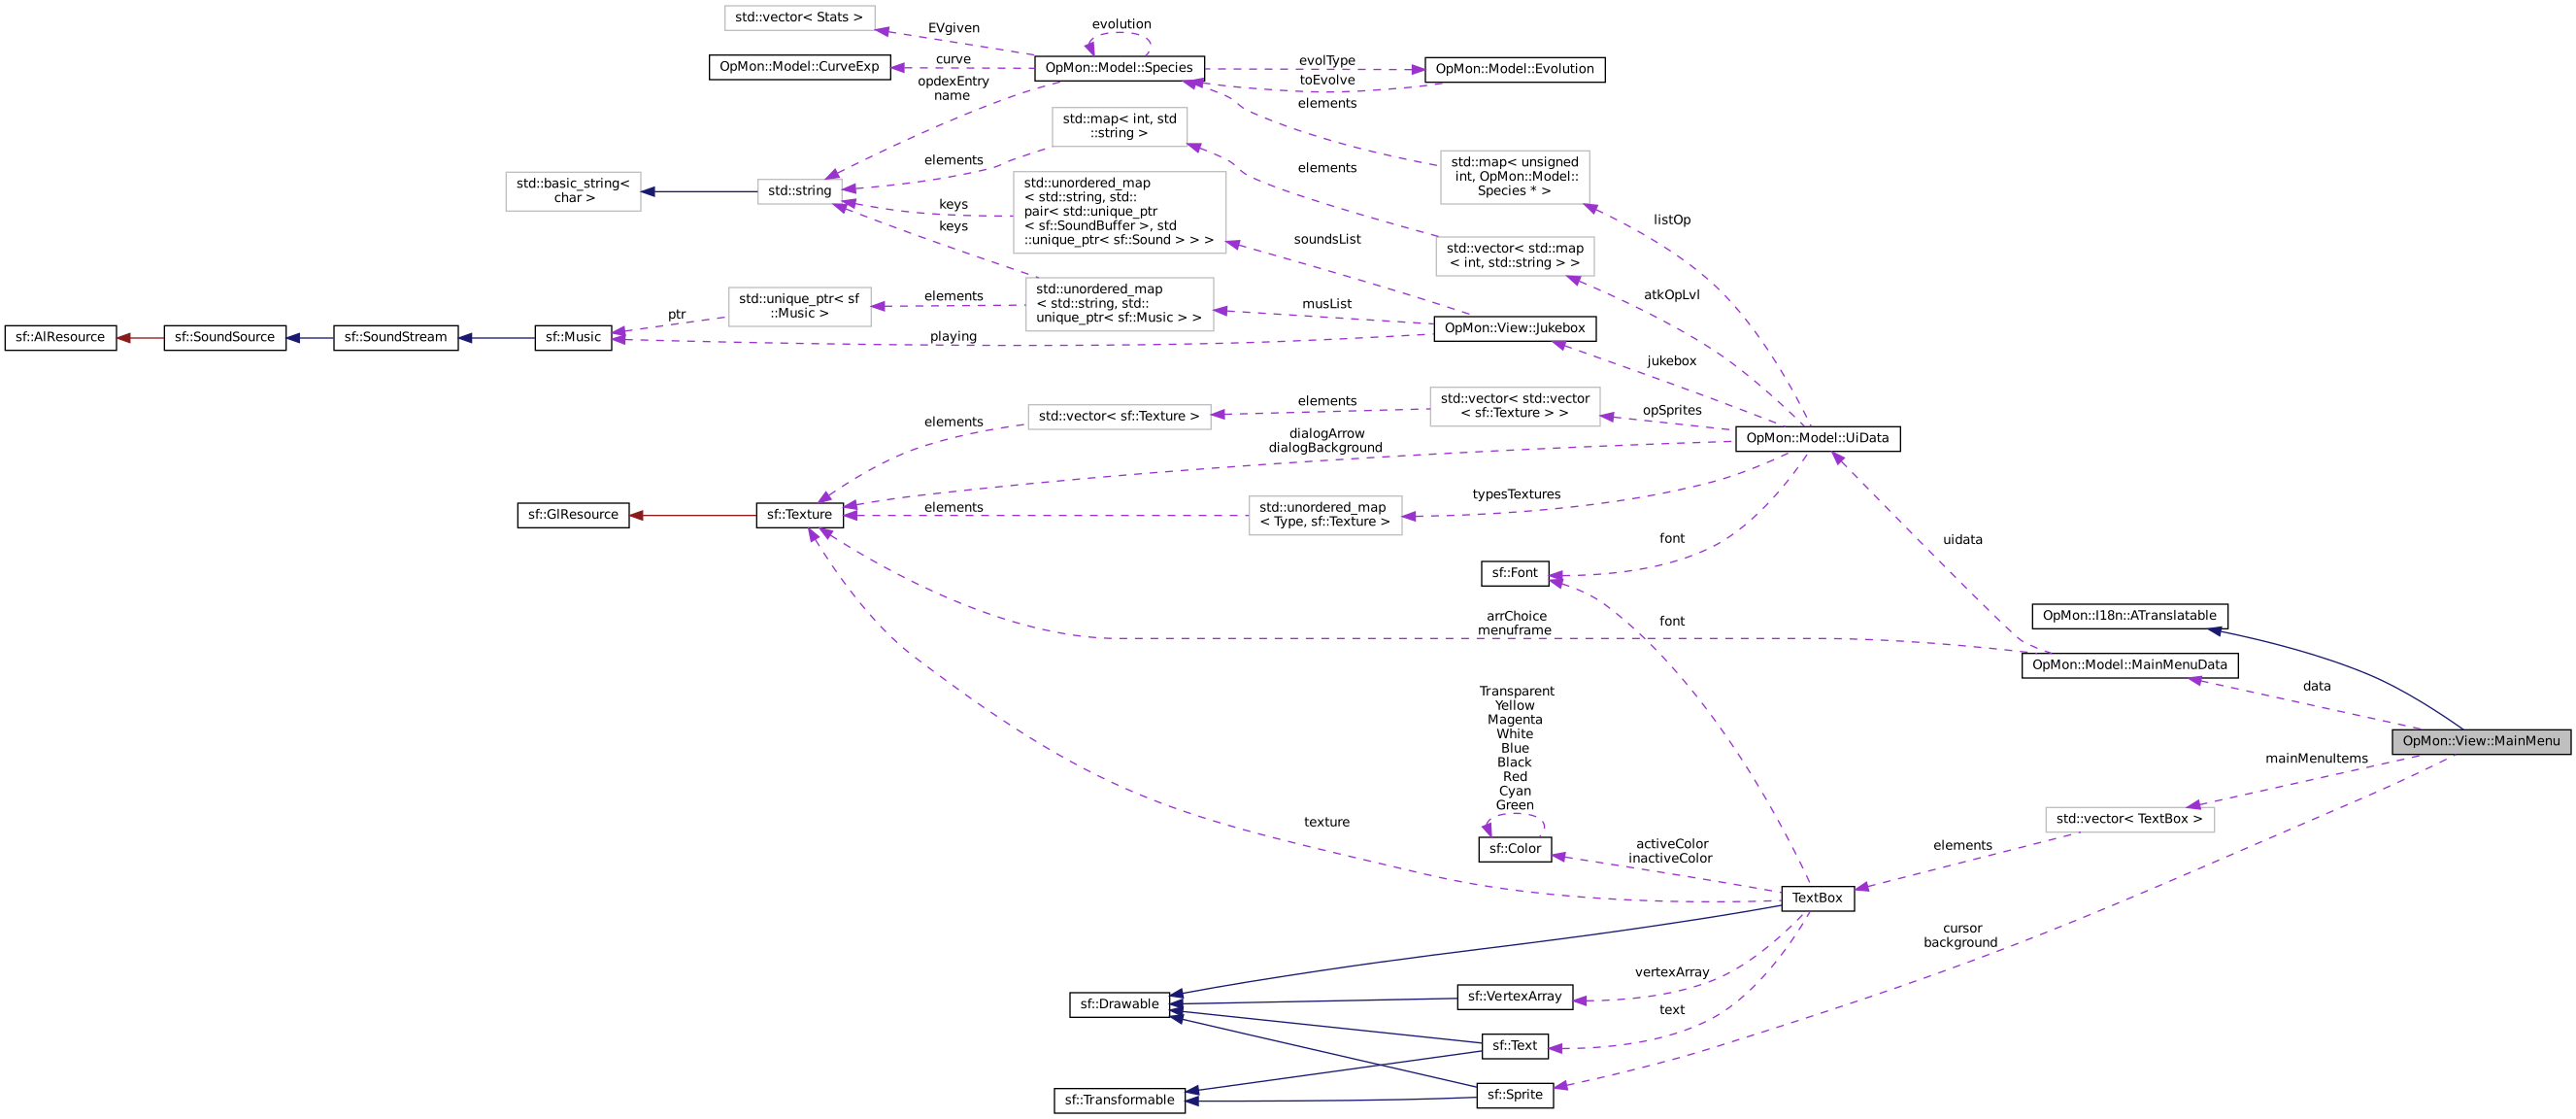 std::vector< Stats >
EVgiven
evolution
OpMon::Model::CurveExp
curve
OpMon::Model::Species
evolType
OpMon::Model::Evolution
toEvolve
opdexEntry
name
elements
std::map< int, std
::string >
elements
elements
std::map< unsigned
int, OpMon::Model::
Species * >
std::basic_string<
char >
std::string
std::unordered_map
< std::string, std::
pair< std::unique_ptr
< sf::SoundBuffer >, std
::unique_ptr< sf::Sound > > >
keys
keys
listOp
soundsList
std::vector< std::map
< int, std::string > >
std::unique_ptr< sf
::Music >
elements
std::unordered_map
< std::string, std::
unique_ptr< sf::Music > >
musList
atkOpLvl
ptr
sf::AlResource
sf::SoundSource
sf::SoundStream
sf::Music
playing
OpMon::View::Jukebox
jukebox
elements
std::vector< sf::Texture >
elements
std::vector< std::vector
< sf::Texture > >
opSprites
dialogArrow
dialogBackground
OpMon::Model::UiData
typesTextures
sf::GlResource
sf::Texture
elements
std::unordered_map
< Type, sf::Texture >
font
uidata
sf::Font
arrChoice
menuframe
font
OpMon::I18n::ATranslatable
OpMon::Model::MainMenuData
data
Transparent
Yellow
Magenta
White
Blue
Black
Red
Cyan
Green
OpMon::View::MainMenu
mainMenuItems
texture
std::vector< TextBox >
sf::Color
activeColor
inactiveColor
elements
TextBox
cursor
background
vertexArray
sf::Drawable
sf::VertexArray
text
sf::Text
sf::Transformable
sf::Sprite